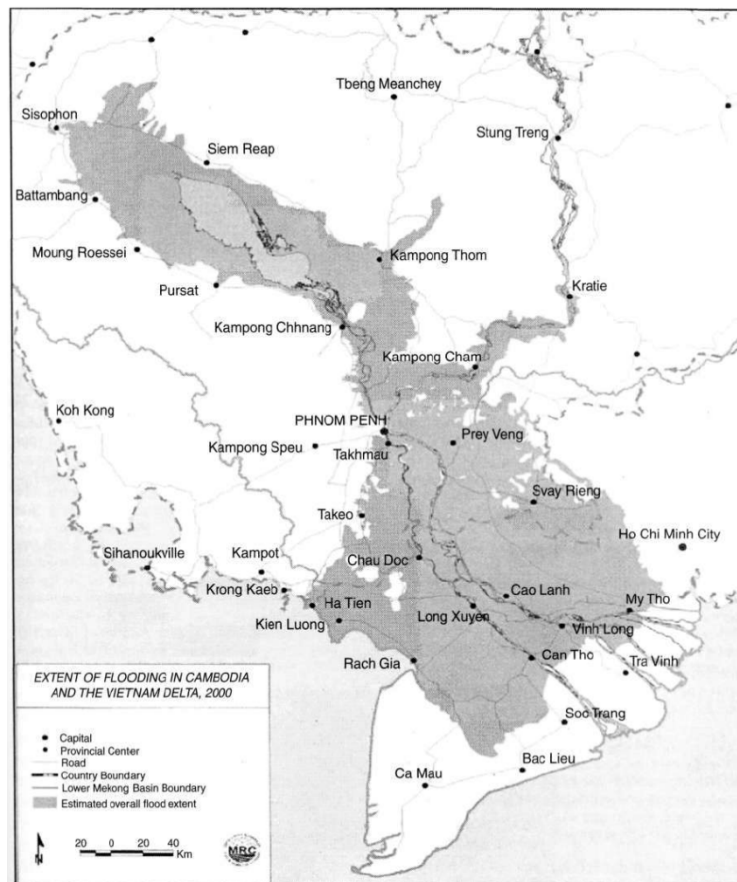 Tbeng Meanchey
Sisophon
Stung Treng
Siem Reap
Battambang
Moung Roessei
Kampong Thom
Pursat
Kratie
Kampong Chhnang
Kampong Cham
Koh Kong
PHNOM PENH
Prey Veng
Kampong Speu
Takhmau
Svay Rieng
Takeo
Ho Chi Minh City
Sihanoukville
Kampot
Chau Doc
Krong Kaeb
Cao Lanh
My Tho
Ha Tien
Long Xuyen
Kien Luong
Vinh Long
Rach Gia
Can Tho
Tra Vinh
Soc Trang
Bac Lieu
Ca Mau
EXTENT OF FLOODING IN CAMBODIA
AND THE VIETNAM DELTA, 2000
Capital
Provincial Center
Road
Country Boundary
Lower Mekong Basin Boundary
Estimated overall flood extent
N
20 0 20 40
Km
MRC